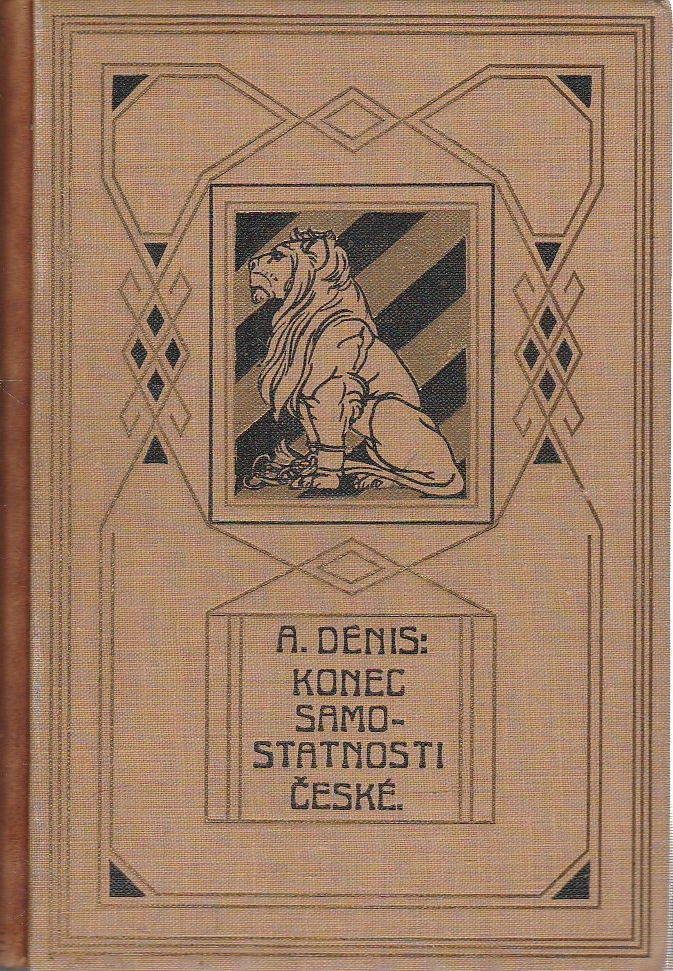 A. DENIS:
KONEC
SAMO-
STATNOSTI
ČESKÉ.